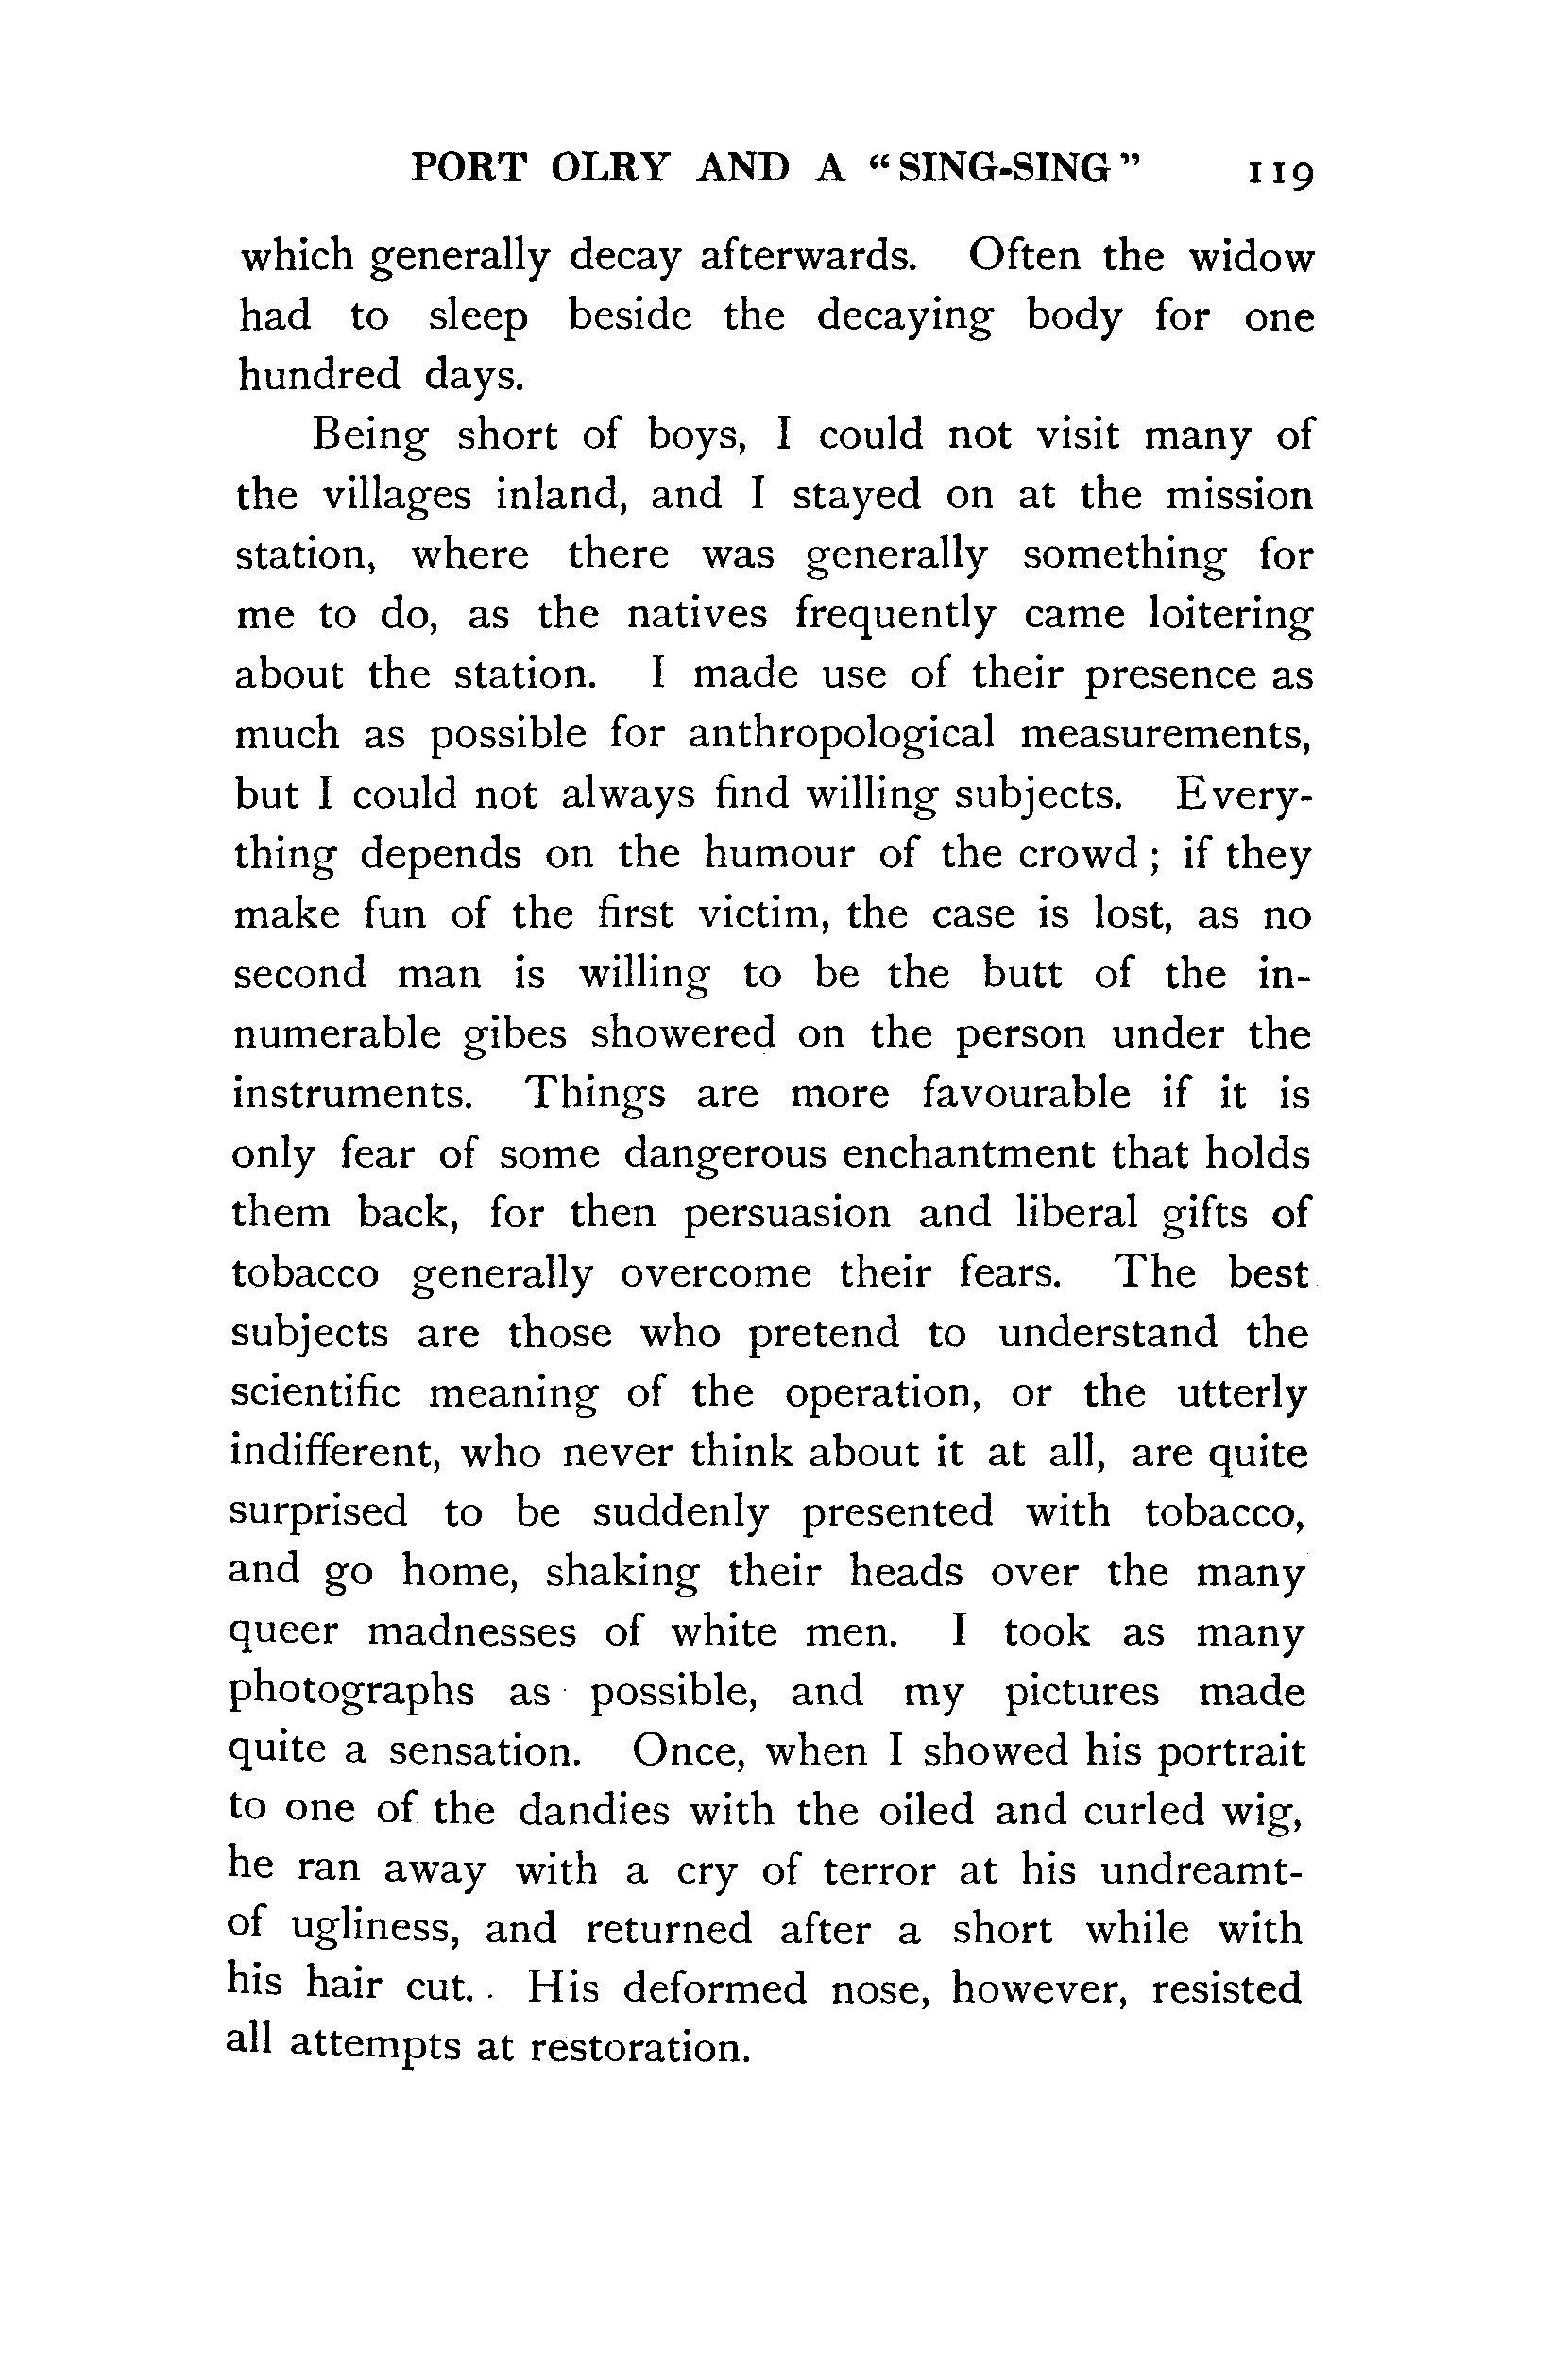 PORT OLRY AND A “SING-SING” 119
which generally decay afterwards. Often the widow
had to sleep beside the decaying body for one
hundred days.
Being short of boys, I could not visit many of
the villages inland, and I stayed on at the mission
station, where there was generally something for
me to do, as the natives frequently came loitering
about the station. I made use of their presence as
much as possible for anthropological measurements,
but I could not always find willing subjects. Every-
thing depends on the humour of the crowd; if they
make fun of the first victim, the case is lost, as no
second man is willing to be the butt of the in-
numerable gibes showered on the person under the
instruments. Things are more favourable if it is
only fear of some dangerous enchantment that holds
them back, for then persuasion and liberal gifts of
tobacco generally overcome their fears. The best
subjects are those who pretend to understand the
scientific meaning of the operation, or the utterly
indifferent, who never think about it at all, are quite
surprised to be suddenly presented with tobacco,
and go home, shaking their heads over the many
queer madnesses of white men. I took as many
photographs as possible, and my pictures made
quite a sensation. Once, when I showed his portrait
to one of the dandies with the oiled and curled wig,
he ran away with a cry of terror at his undreamt-
of ugliness, and returned after a short while with
his hair cut. His deformed nose, however, resisted
all attempts at restoration.